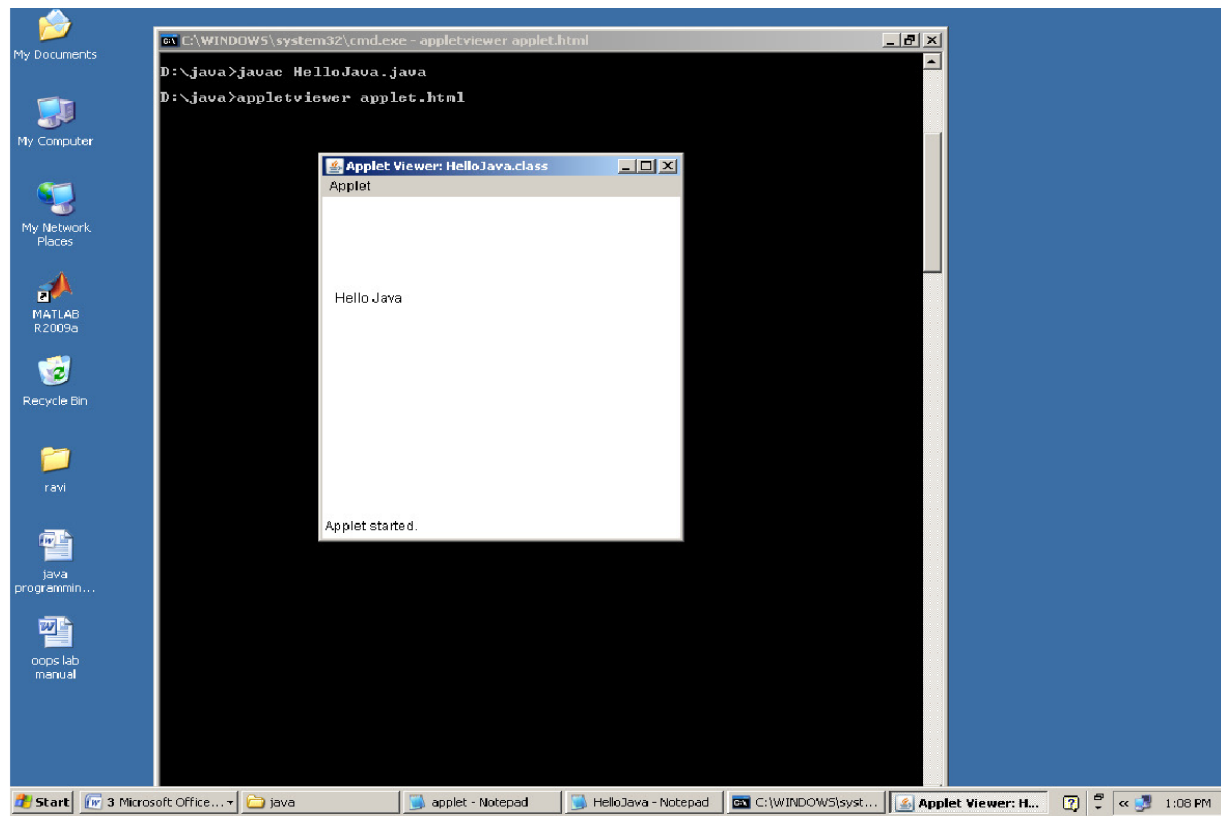 My Documents
My Computer
My Network
Places
MATLAB
R2009a
Recycle Bin
ravi
java
programmin...
oops lab
manual
C:\WINDOWS\system32\cmd.exe - appletviewer applet.html
D:\java>javac HelloJava.java
D:\java>appletviewer applet.html
Applet Viewer: HelloJava.class
Applet
Hello Java
Applet started.
Start
3 Microsoft Office...
java
applet - Notepad
HelloJava - Notepad
C:\WINDOWS\syst...
Applet Viewer: H...
1:08 PM